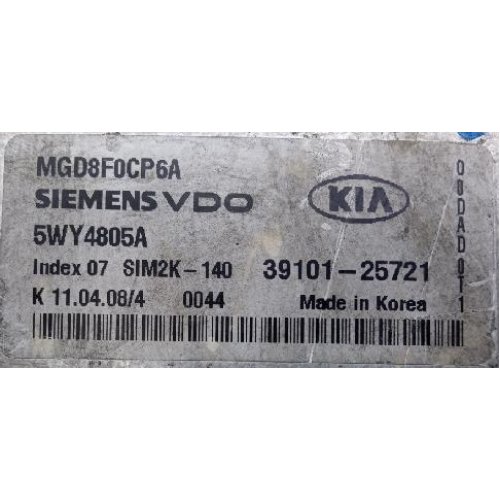 MGD8F0CP6A
SIEMENS VDO
KIA
5WY4805A
Index 07 SIM2K-140 39101-25721
K 11.04.08/4 0044 Made in Korea
08DAD0T1